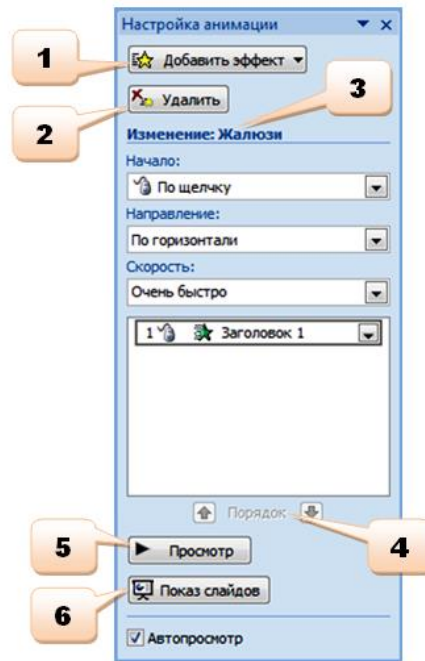 Настройка анимации
1
Добавить эффект
Удалить
2
3
Изменение: Жалюзи
Начало:
По щелчку
Направление:
По горизонтали
Скорость:
Очень быстро
1 Заголовок 1
Порядок
4
5
Просмотр
6
Показ слайдов
Автопросмотр